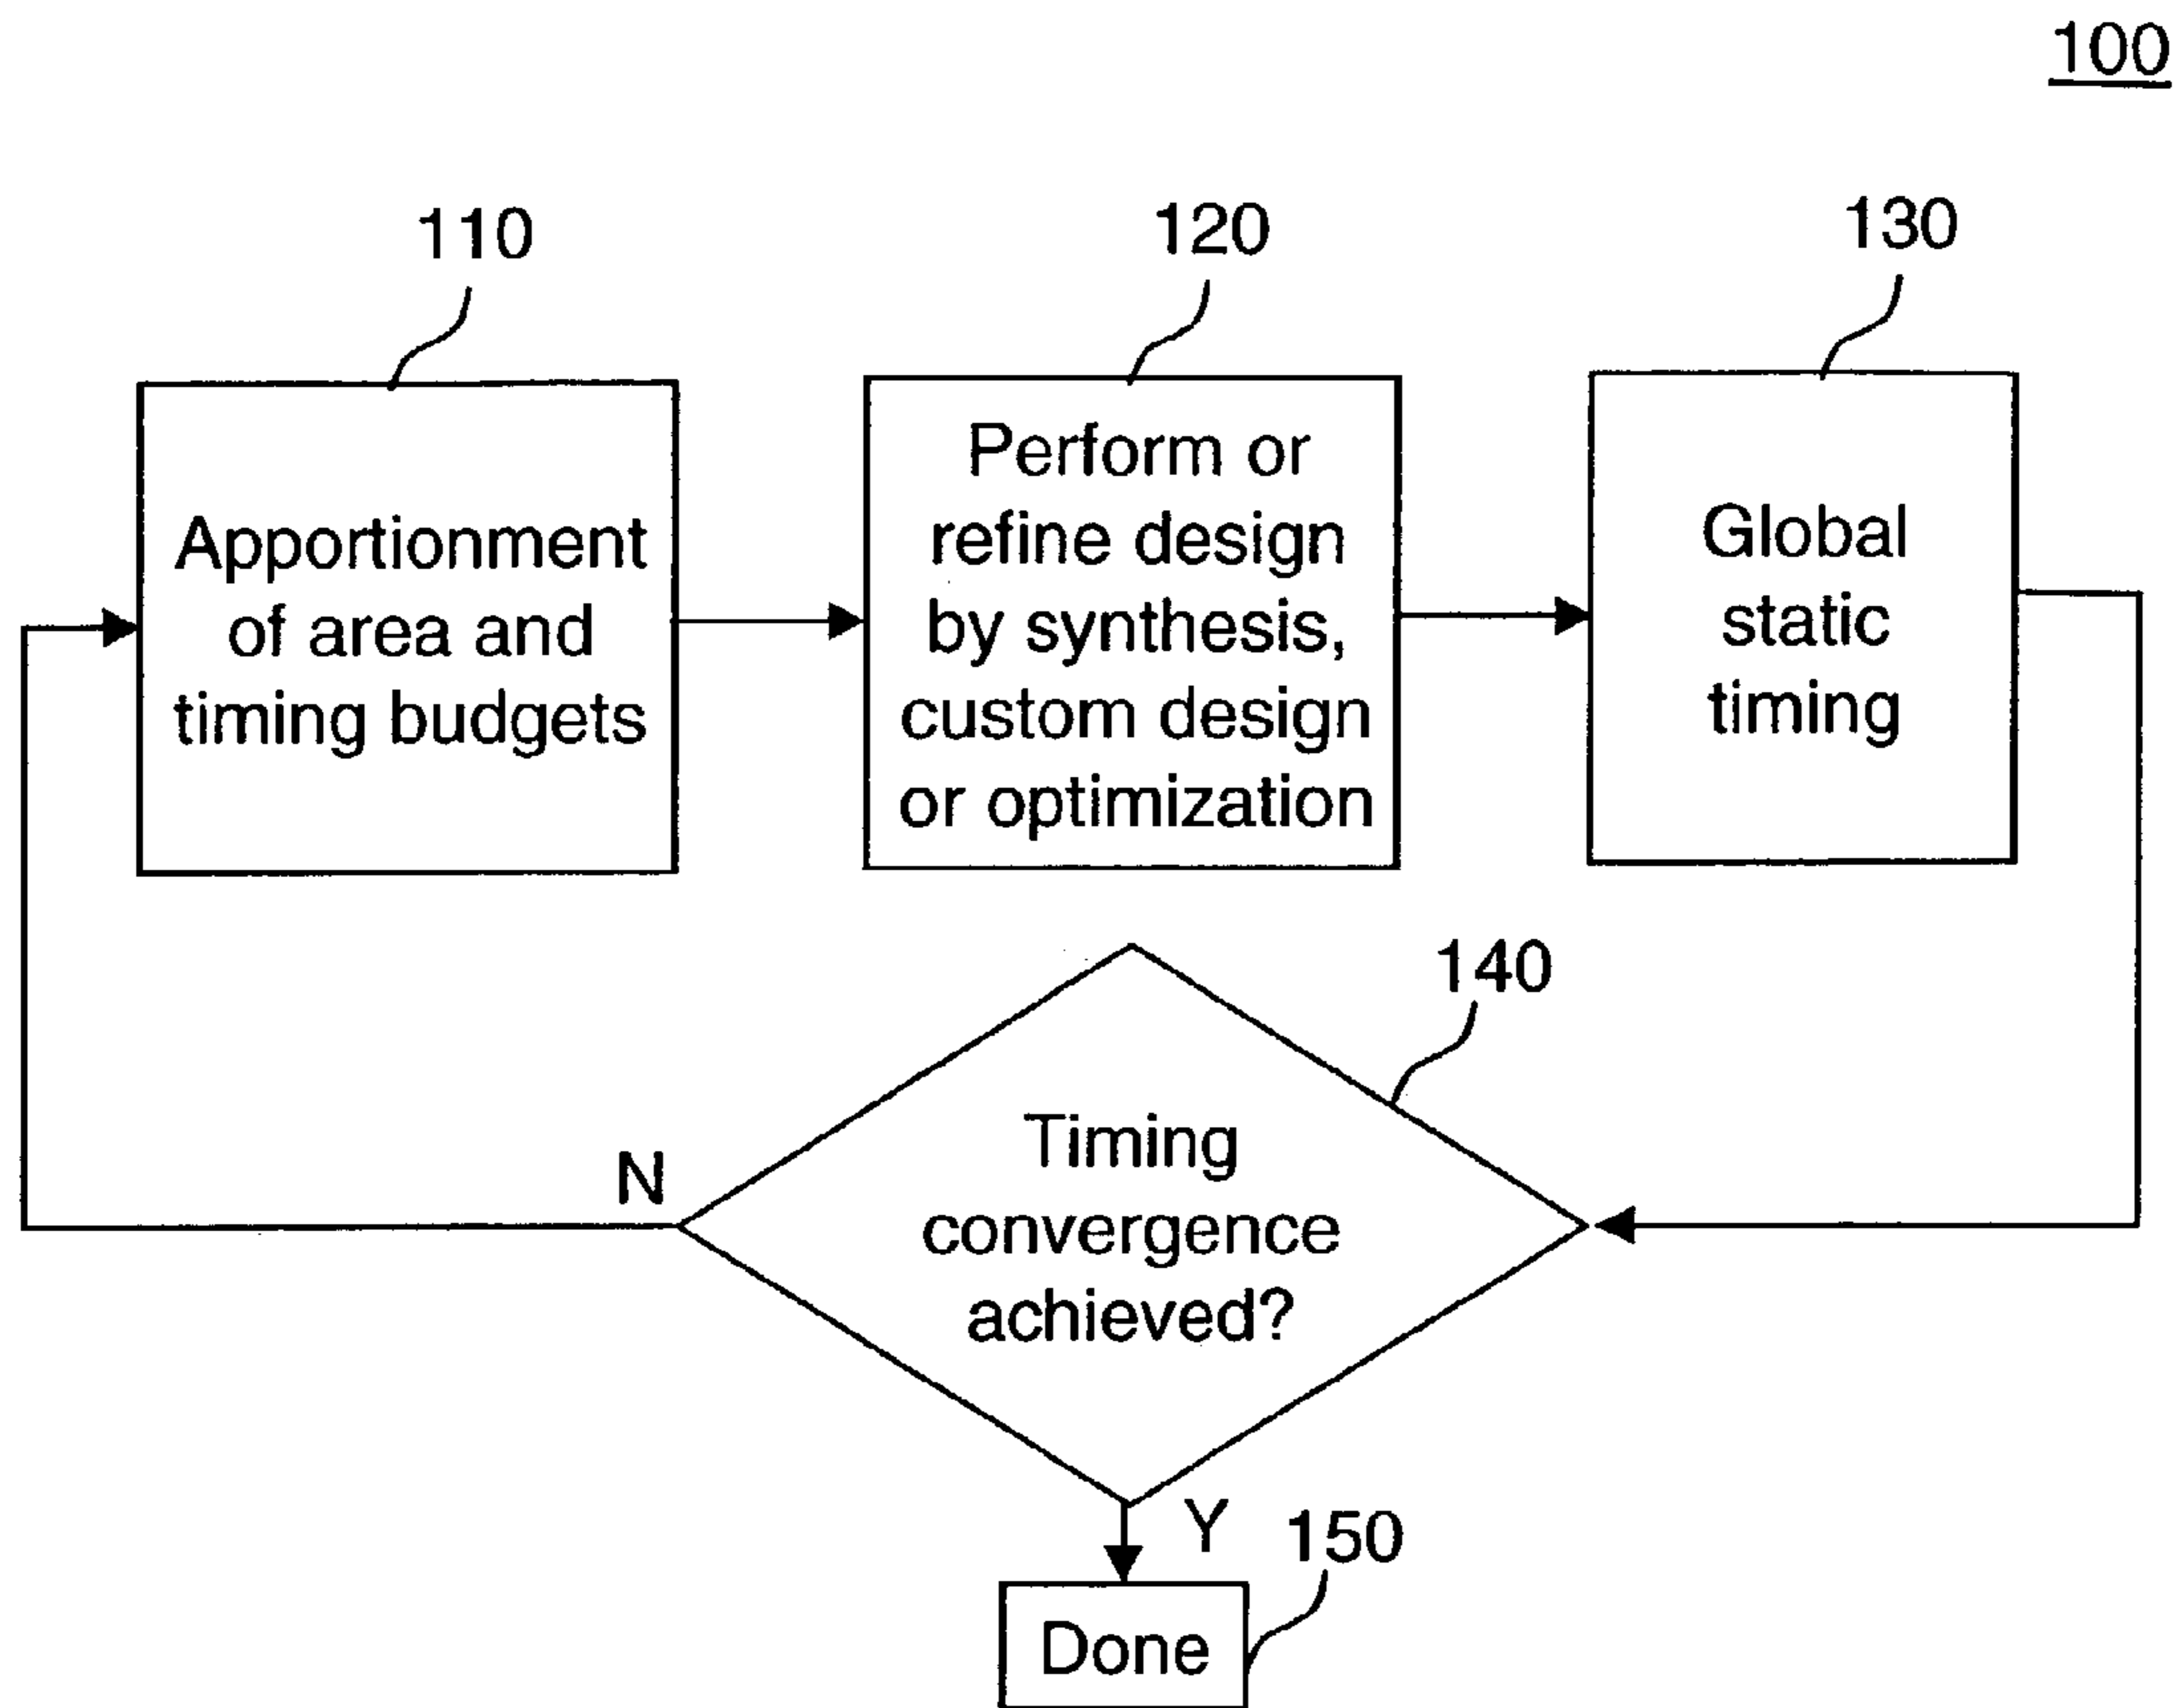 100
110
120
130
Apportionment
of area and
timing budgets
Perform or
refine design
by synthesis,
custom design
or optimization
Global
static
timing
140
Timing
convergence
achieved?
N
Y
150
Done